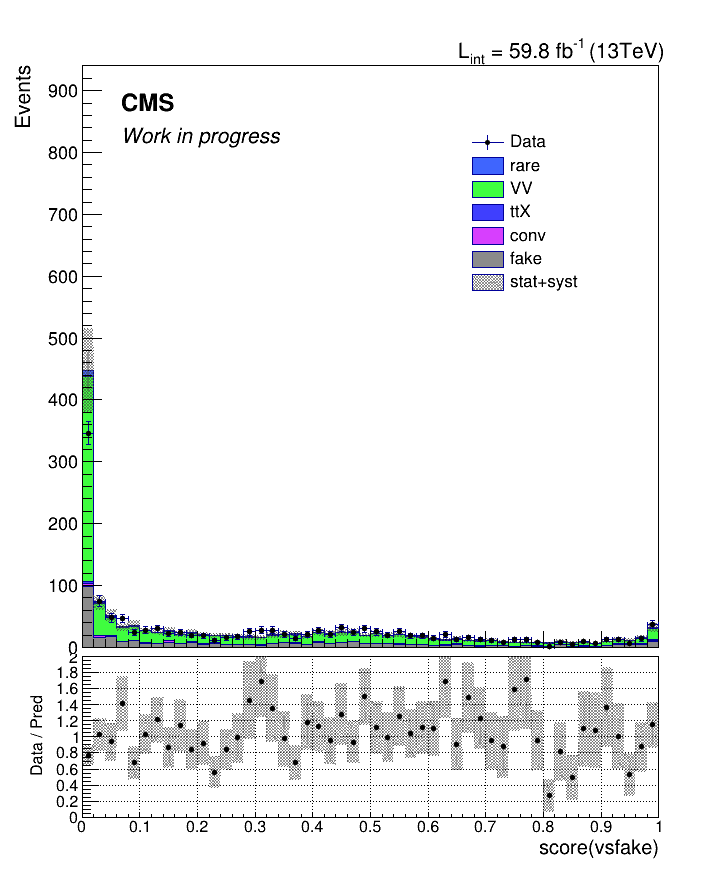 L_int = 59.8 fb^-1 (13TeV)
Events
CMS
Work in progress
Data
rare
VV
ttX
conv
fake
stat+syst
900
800
700
600
500
400
300
200
100
0
Data / Pred
2
1.8
1.6
1.4
1.2
1
0.8
0.6
0.4
0.2
0
0 0.1 0.2 0.3 0.4 0.5 0.6 0.7 0.8 0.9 1
score(vsfake)